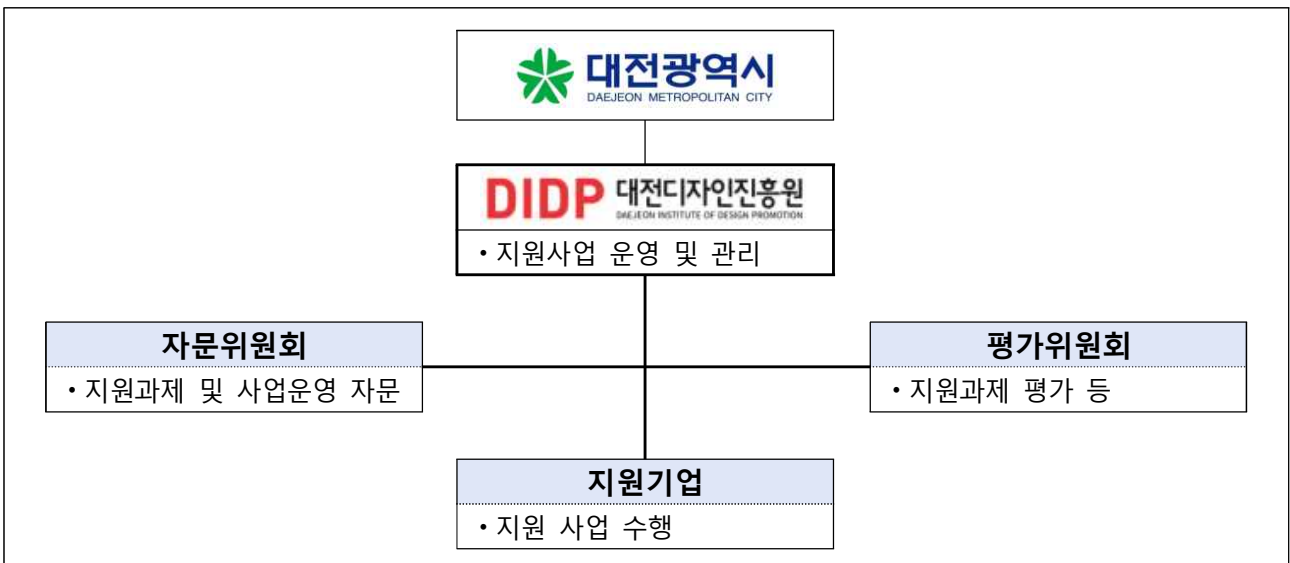 대전광역시
DAEJEON METROPOLITAN CITY
DIDP 대전디자인진흥원
DAEJEON INSTITUTE OF DESIGN PROMOTION
• 지원사업 운영 및 관리
자문위원회
• 지원과제 및 사업운영 자문
평가위원회
• 지원과제 평가 등
지원기업
• 지원 사업 수행